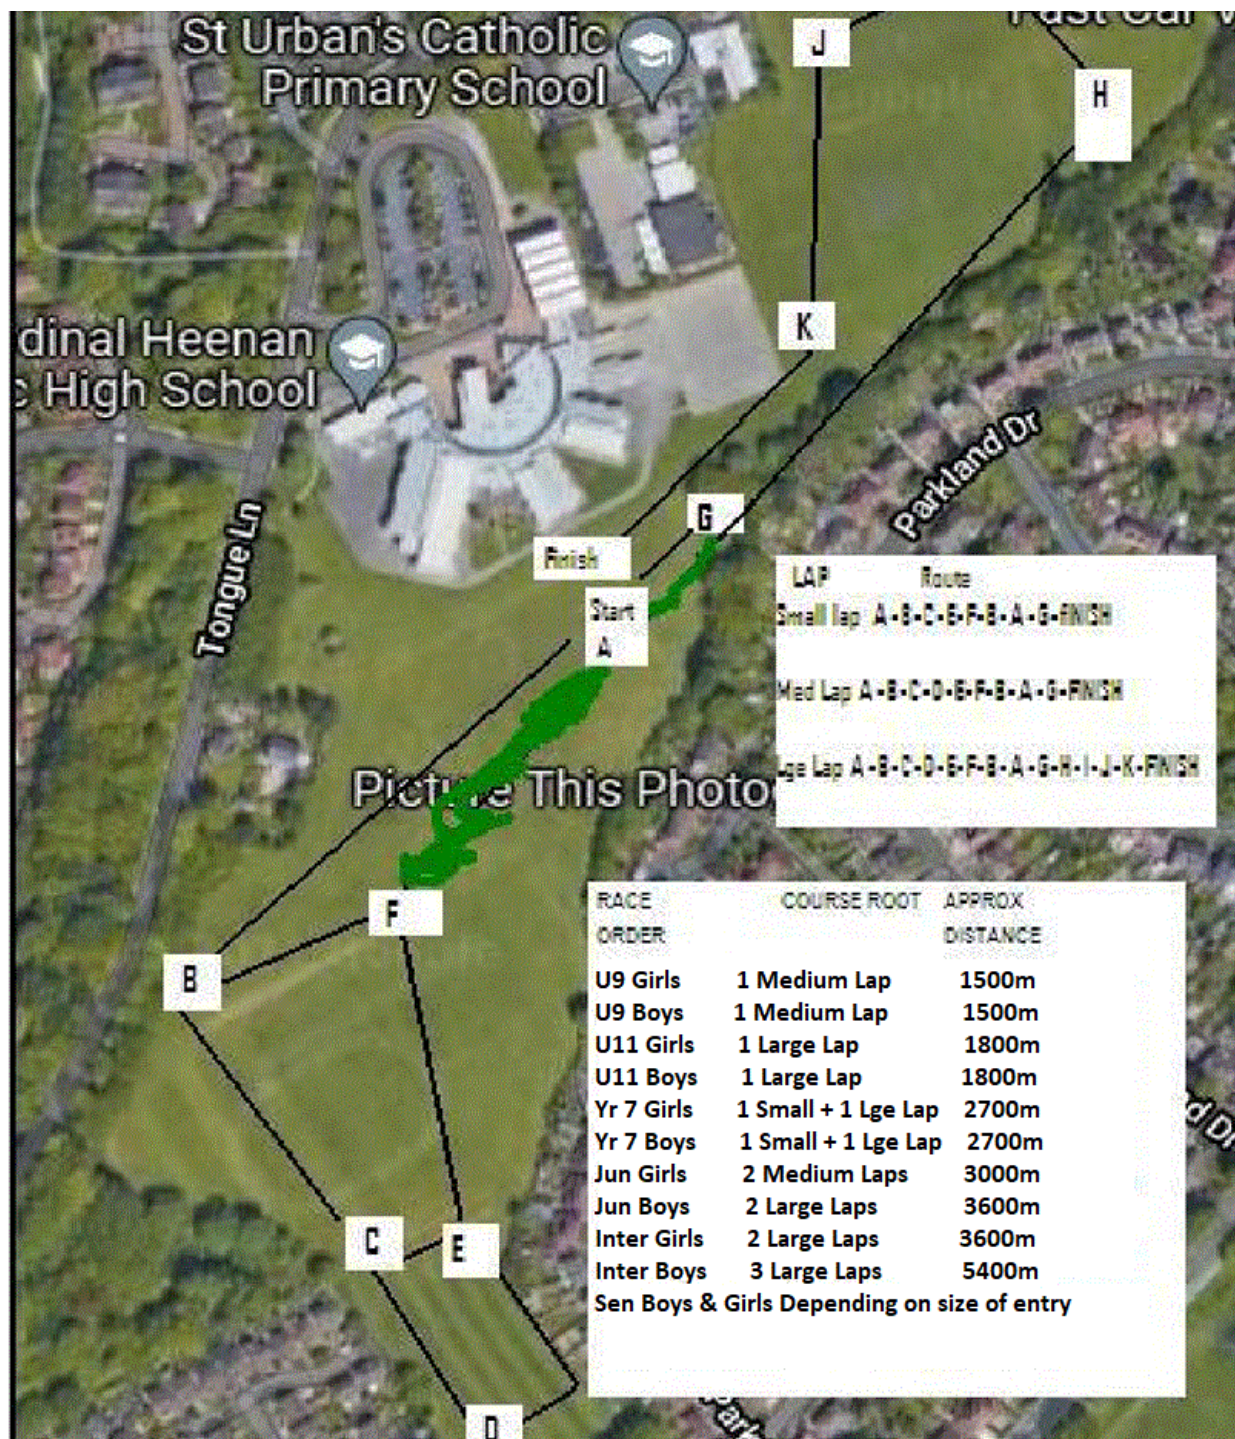 St Urban's Catholic
Primary School
J
H
K
dinal Heenan
c High School
Tongue Ln
Parkland Dr
G
Finish
Start
A
LAP Route
Small lap A-B-C-E-F-B-A-G-FINISH
Med Lap A-B-C-D-E-F-B-A-G-FINISH
Lge Lap A-B-C-D-E-F-B-A-G-H-I-J-K-FINISH
Picture This Photo
F
B
C
E
D
RACE COURSE ROOT APPROX
ORDER DISTANCE
U9 Girls 1 Medium Lap 1500m
U9 Boys 1 Medium Lap 1500m
U11 Girls 1 Large Lap 1800m
U11 Boys 1 Large Lap 1800m
Yr 7 Girls 1 Small + 1 Lge Lap 2700m
Yr 7 Boys 1 Small + 1 Lge Lap 2700m
Jun Girls 2 Medium Laps 3000m
Jun Boys 2 Large Laps 3600m
Inter Girls 2 Large Laps 3600m
Inter Boys 3 Large Laps 5400m
Sen Boys & Girls Depending on size of entry
d Dr
Park